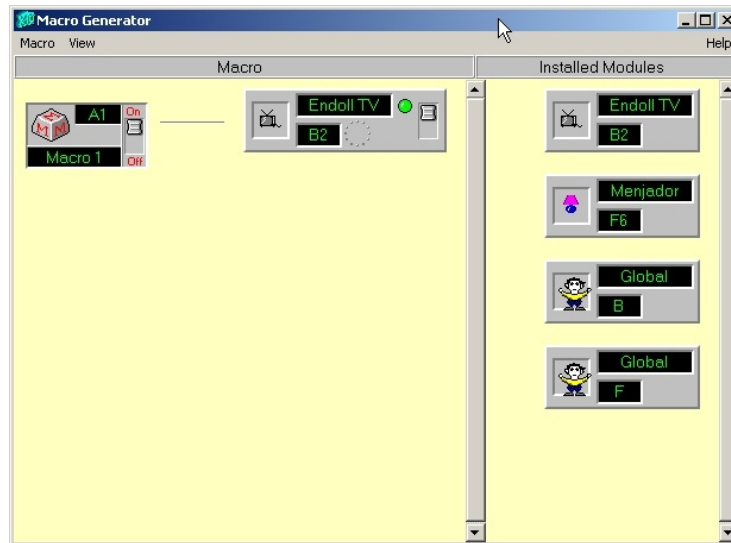 Macro Generator
Macro View Help
Macro Installed Modules
A1 On
Macro 1 Off
Endoll TV
B2
Endoll TV
B2
Menjador
F6
Global
B
Global
F